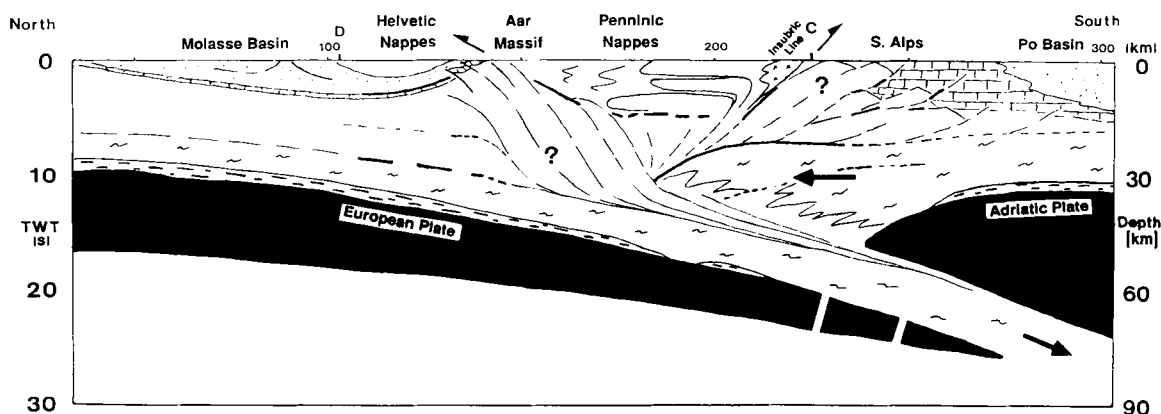 North
South
Molasse Basin
D
100
Helvetic
Nappes
Aar
Massif
Penninic
Nappes
200
Insubric
Line
C
S. Alps
Po Basin
300
(km)
0
0
?
?
10
30
TWT
[S]
European Plate
Adriatic Plate
Depth
[km]
20
60
30
90